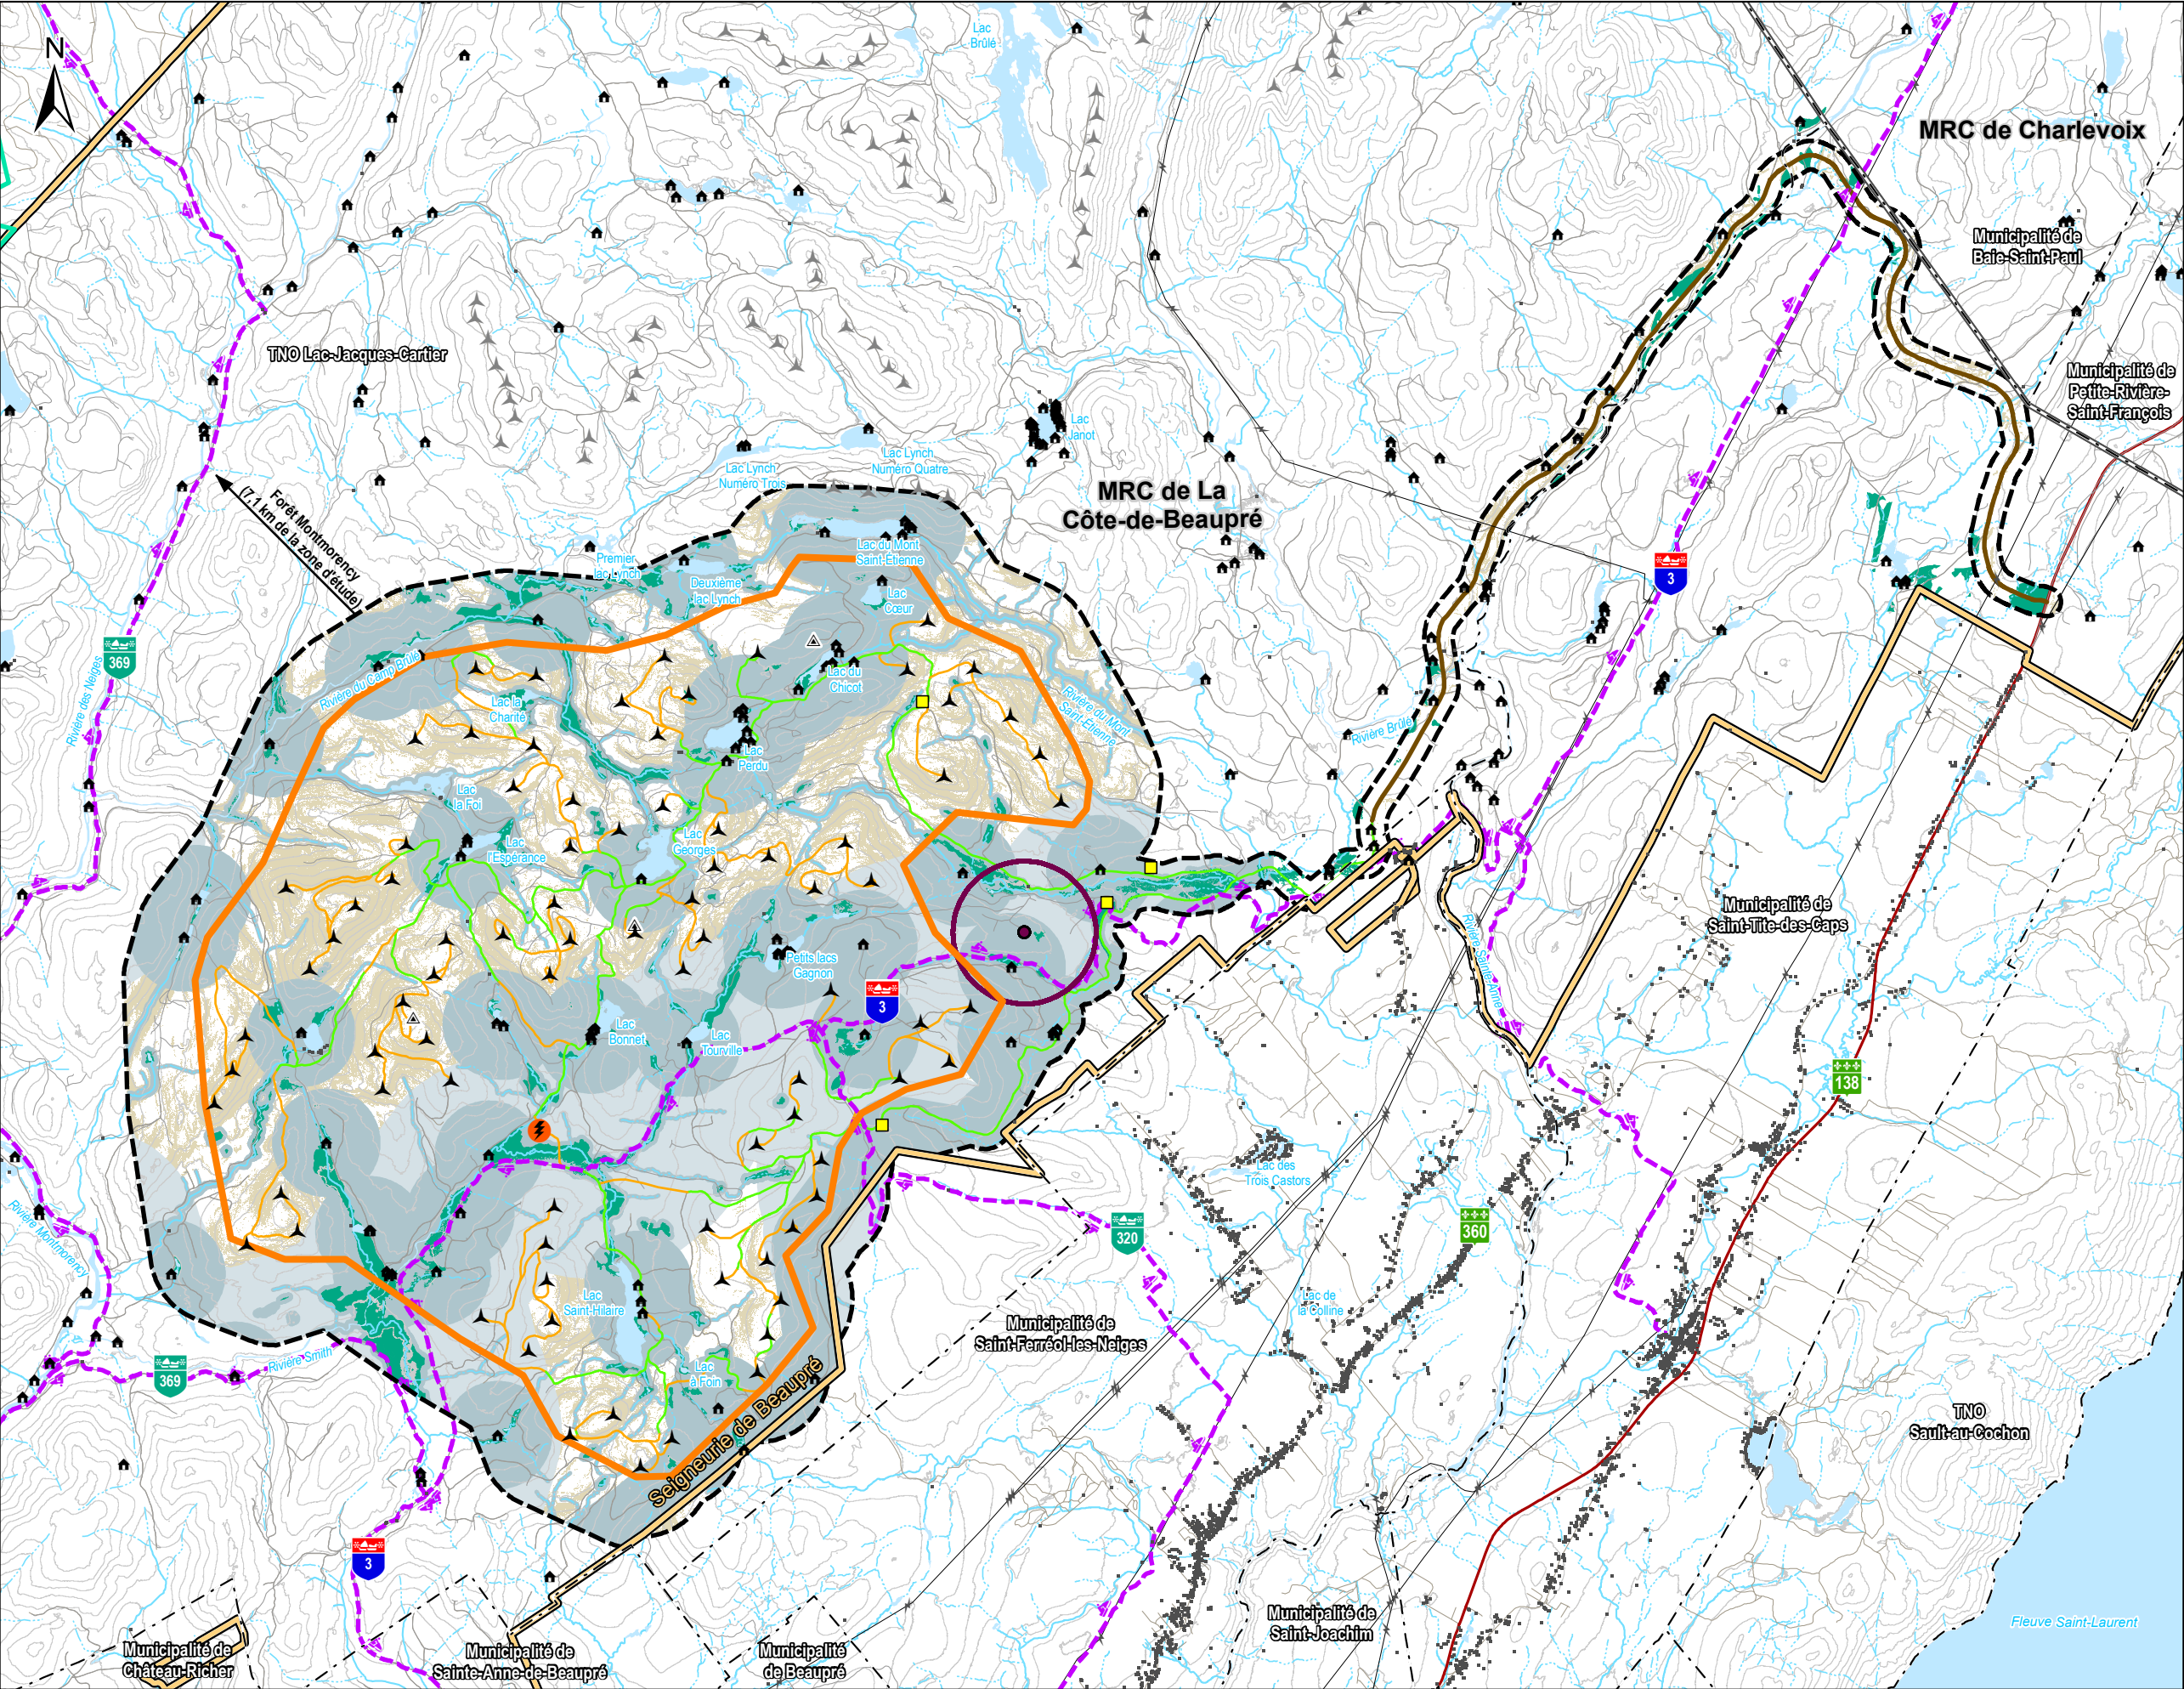 N
Lac
Brûlé
MRC de Charlevoix
Municipalité de
Baie-Saint-Paul
TNO Lac-Jacques-Cartier
Municipalité de
Petite-Rivière-
Saint-François
Lac
Janot
Lac Lynch
Numéro Quatre
Lac Lynch
Numéro Trois
MRC de La
Côte-de-Beaupré
Forêt Montmorency
(7,1 km de la zone d'étude)
Lac du Mont
Saint-Étienne
Premier
lac Lynch
Deuxième
lac Lynch
Lac
Cœur
3
369
Rivière des Neiges
Rivière du Camp Brûlé
Lac du
Chicot
Lac la
Charité
Rivière du Mont
Saint-Étienne
Rivière Brûlé
Lac
Perdu
Lac
la Foi
Lac
Georges
Lac
l'Espérance
Municipalité de
Saint-Tite-des-Caps
Rivière Sainte-Anne
Petits lacs
Gagnon
3
Lac
Bonnet
Lac
Tourville
138
Lac des
Trois Castors
320
360
Rivière Montmorency
Lac
Saint-Hilaire
Lac de
la Colline
Municipalité de
Saint-Ferréol-les-Neiges
Rivière Smith
369
Lac
à Foin
Seigneurie de Beaupré
TNO
Sault-au-Cochon
3
Municipalité de
Saint-Joachim
Fleuve Saint-Laurent
Municipalité de
Château-Richer
Municipalité de
Sainte-Anne-de-Beaupré
Municipalité
de Beaupré